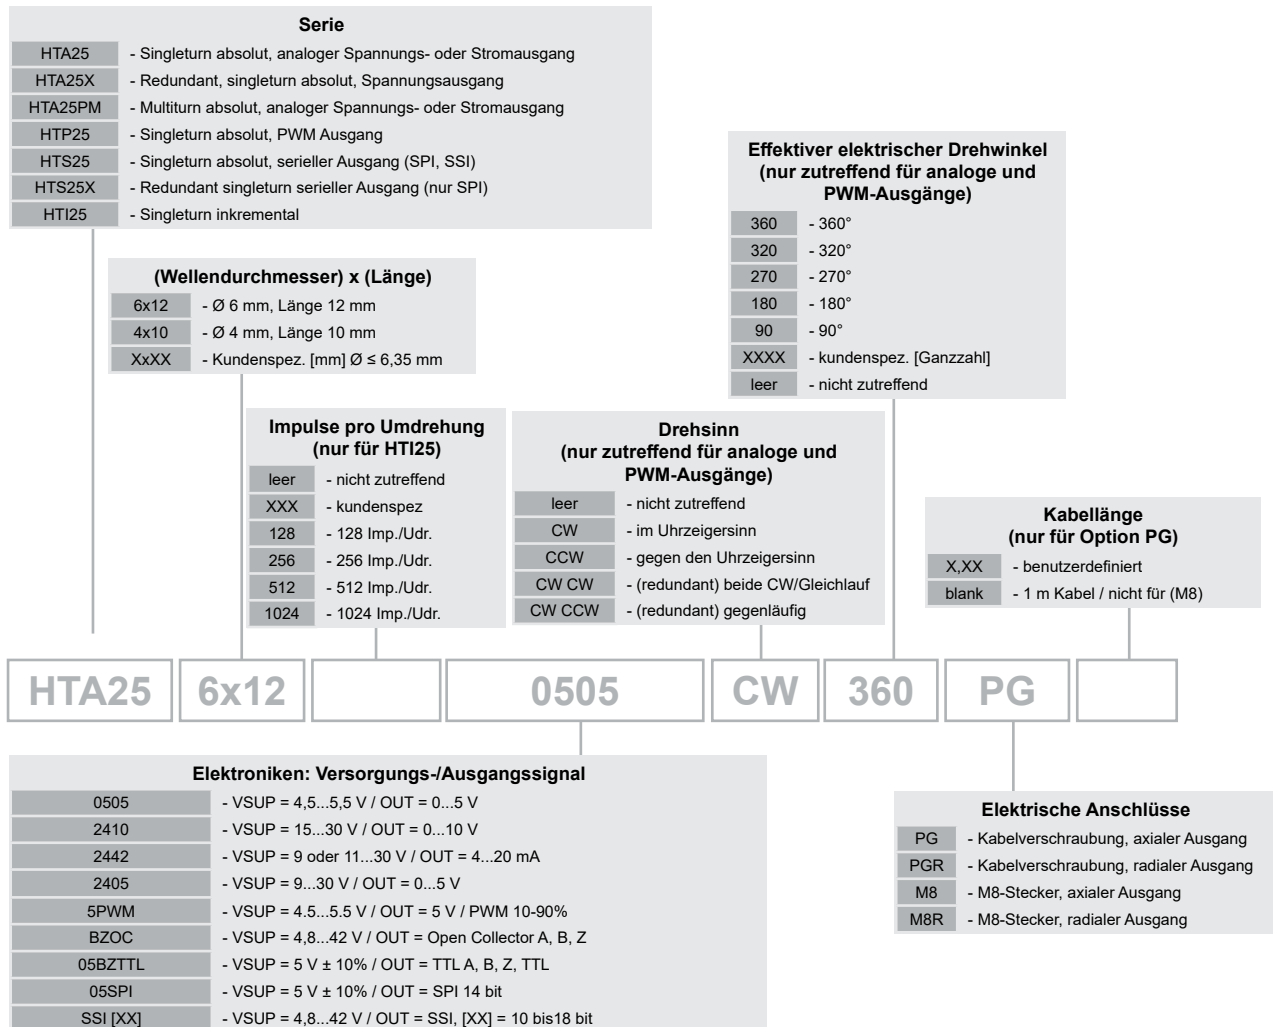 Serie
HTA25 - Singleturn absolut, analoger Spannungs- oder Stromausgang
HTA25X - Redundant, singleturn absolut, Spannungsausgang
HTA25PM - Multiturn absolut, analoger Spannungs- oder Stromausgang
HTP25 - Singleturn absolut, PWM Ausgang
HTS25 - Singleturn absolut, serieller Ausgang (SPI, SSI)
HTS25X - Redundant singleturn serieller Ausgang (nur SPI)
HTI25 - Singleturn inkremental
Effektiver elektrischer Drehwinkel
(nur zutreffend für analoge und
PWM-Ausgänge)
360 - 360°
320 - 320°
270 - 270°
180 - 180°
90 - 90°
XXXX - kundenspez. [Ganzzahl]
leer - nicht zutreffend
(Wellendurchmesser) x (Länge)
6x12 - Ø 6 mm, Länge 12 mm
4x10 - Ø 4 mm, Länge 10 mm
XxXX - Kundenspez. [mm] Ø ≤ 6,35 mm
Impulse pro Umdrehung
(nur für HTI25)
leer - nicht zutreffend
XXX - kundenspez
128 - 128 Imp./Udr.
256 - 256 Imp./Udr.
512 - 512 Imp./Udr.
1024 - 1024 Imp./Udr.
Drehsinn
(nur zutreffend für analoge und
PWM-Ausgänge)
leer - nicht zutreffend
CW - im Uhrzeigersinn
CCW - gegen den Uhrzeigersinn
CW CW - (redundant) beide CW/Gleichlauf
CW CCW - (redundant) gegenläufig
Kabellänge
(nur für Option PG)
X,XX - benutzerdefiniert
blank - 1 m Kabel / nicht für (M8)
HTA25 6x12 0505 CW 360 PG
Elektroniken: Versorgungs-/Ausgangssignal
0505 - VSUP = 4,5...5,5 V / OUT = 0...5 V
2410 - VSUP = 15...30 V / OUT = 0...10 V
2442 - VSUP = 9 oder 11...30 V / OUT = 4...20 mA
2405 - VSUP = 9...30 V / OUT = 0...5 V
5PWM - VSUP = 4.5...5.5 V / OUT = 5 V / PWM 10-90%
BZOC - VSUP = 4,8...42 V / OUT = Open Collector A, B, Z
05BZTTL - VSUP = 5 V ± 10% / OUT = TTL A, B, Z, TTL
05SPI - VSUP = 5 V ± 10% / OUT = SPI 14 bit
SSI [XX] - VSUP = 4,8...42 V / OUT = SSI, [XX] = 10 bis18 bit
Elektrische Anschlüsse
PG - Kabelverschraubung, axialer Ausgang
PGR - Kabelverschraubung, radialer Ausgang
M8 - M8-Stecker, axialer Ausgang
M8R - M8-Stecker, radialer Ausgang